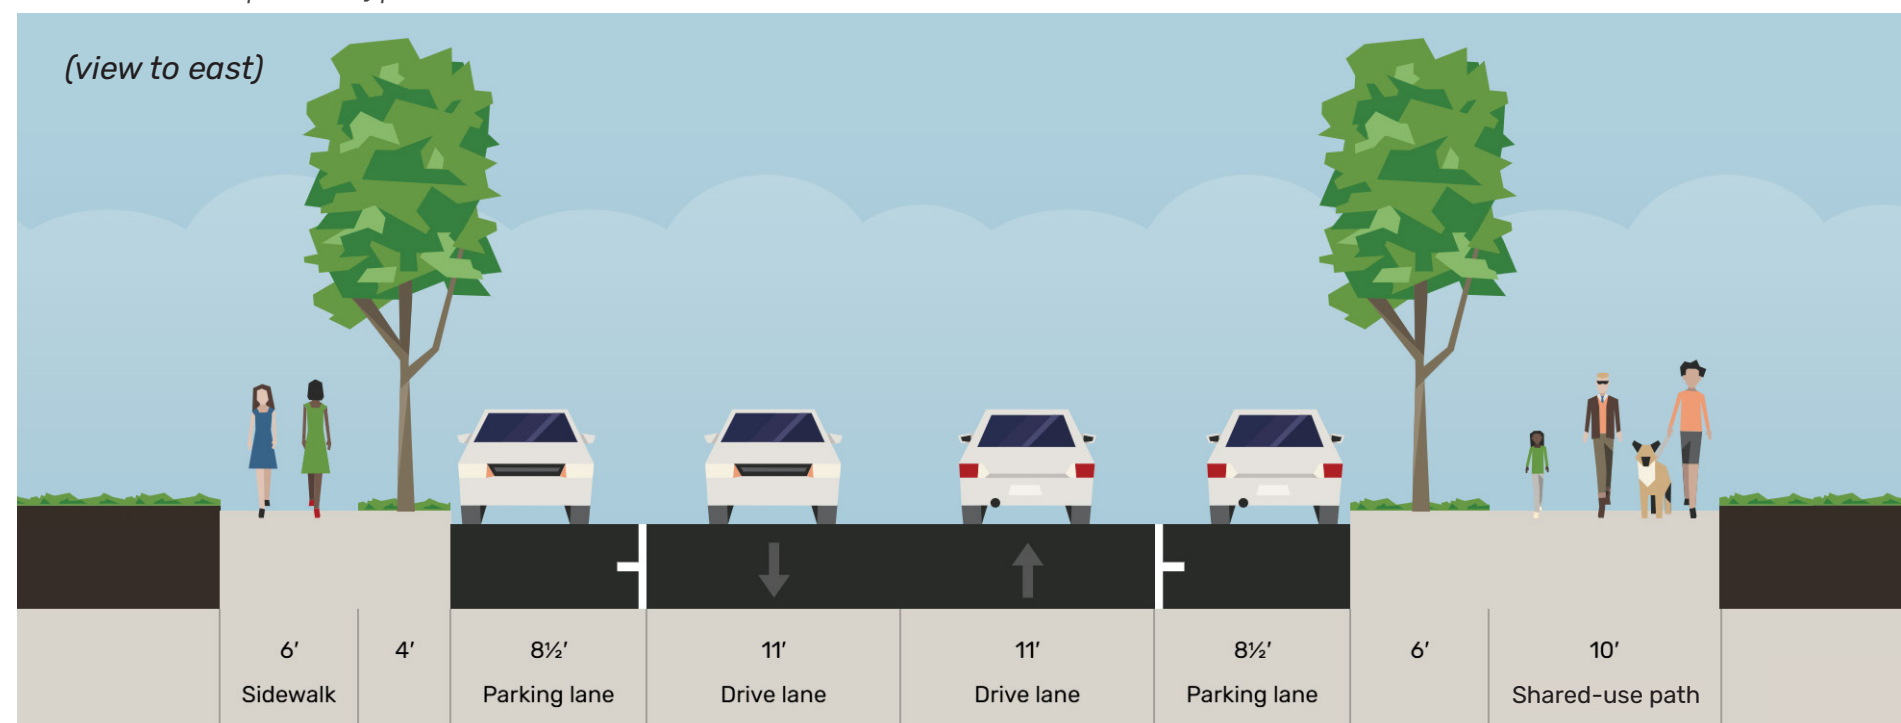 (view to east)
6′ 4′ 8½′ 11′ 11′ 8½′ 6′ 10′
Sidewalk Parking lane Drive lane Drive lane Parking lane Shared-use path